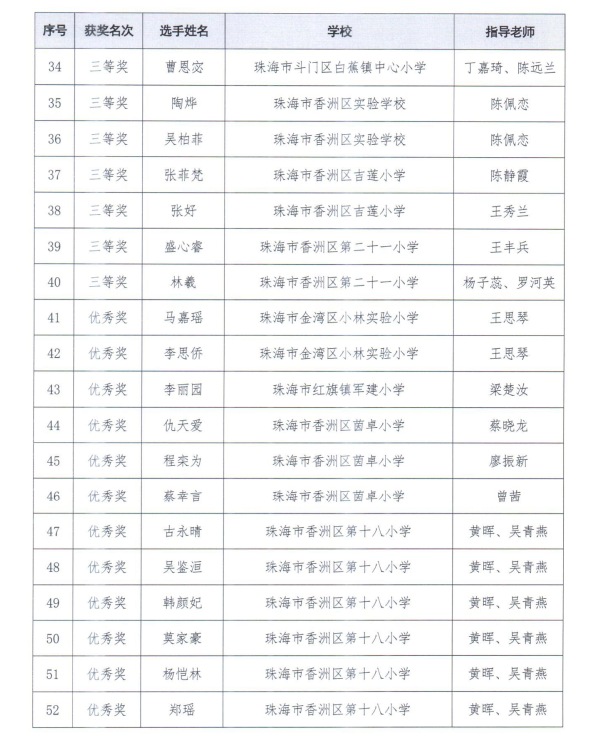 序号 获奖名次 选手姓名 学校 指导老师
34 三等奖 曹恩宓 珠海市斗门区白蕉镇中心小学 丁嘉琦、陈远兰
35 三等奖 陶烨 珠海市香洲区实验学校 陈佩恋
36 三等奖 吴柏菲 珠海市香洲区实验学校 陈佩恋
37 三等奖 张菲梵 珠海市香洲区吉莲小学 陈静霞
38 三等奖 张好 珠海市香洲区吉莲小学 王秀兰
39 三等奖 盛心睿 珠海市香洲区第二十一小学 王丰兵
40 三等奖 林羲 珠海市香洲区第二十一小学 杨子蕊、罗河英
41 优秀奖 马嘉瑶 珠海市金湾区小林实验小学 王思琴
42 优秀奖 李思侨 珠海市金湾区小林实验小学 王思琴
43 优秀奖 李丽园 珠海市红旗镇军建小学 梁楚汝
44 优秀奖 仇天爱 珠海市香洲区茵卓小学 蔡晓龙
45 优秀奖 程栾为 珠海市香洲区茵卓小学 廖振新
46 优秀奖 蔡幸言 珠海市香洲区茵卓小学 曾茜
47 优秀奖 古永晴 珠海市香洲区第十八小学 黄晖、吴青燕
48 优秀奖 吴鉴洹 珠海市香洲区第十八小学 黄晖、吴青燕
49 优秀奖 韩颜妃 珠海市香洲区第十八小学 黄晖、吴青燕
50 优秀奖 莫家豪 珠海市香洲区第十八小学 黄晖、吴青燕
51 优秀奖 杨恺林 珠海市香洲区第十八小学 黄晖、吴青燕
52 优秀奖 郑瑶 珠海市香洲区第十八小学 黄晖、吴青燕